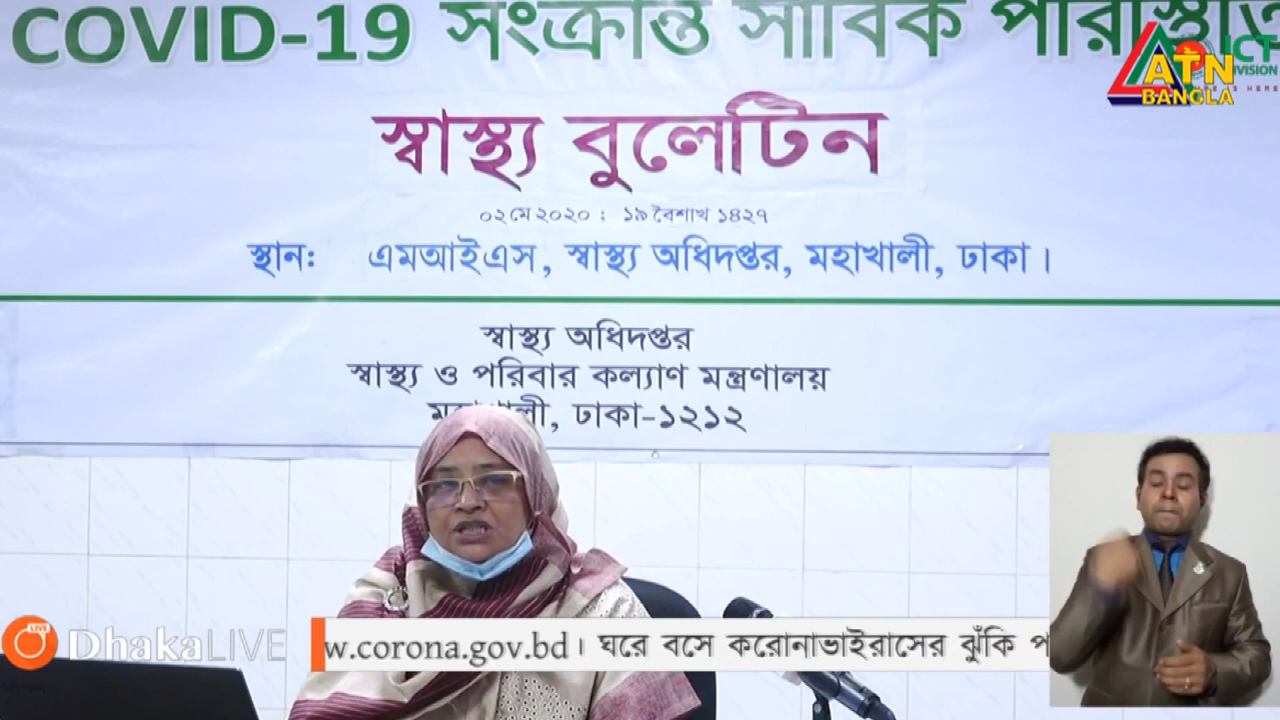 COVID-19 সংক্রান্ত সার্বিক পরিস্থিতি
স্বাস্থ্য বুলেটিন
০২ মে ২০২০ ; ১৯ বৈশাখ ১৪২৭
স্থান: এমআইএস, স্বাস্থ্য অধিদপ্তর, মহাখালী, ঢাকা।
স্বাস্থ্য অধিদপ্তর
স্বাস্থ্য ও পরিবার কল্যাণ মন্ত্রণালয়
মহাখালী, ঢাকা-১২১২
ICT
DIVISION
ATN
BANGLA
LIVE
DhakaLIVE
w.corona.gov.bd। ঘরে বসে করোনাভাইরাসের ঝুঁকি প